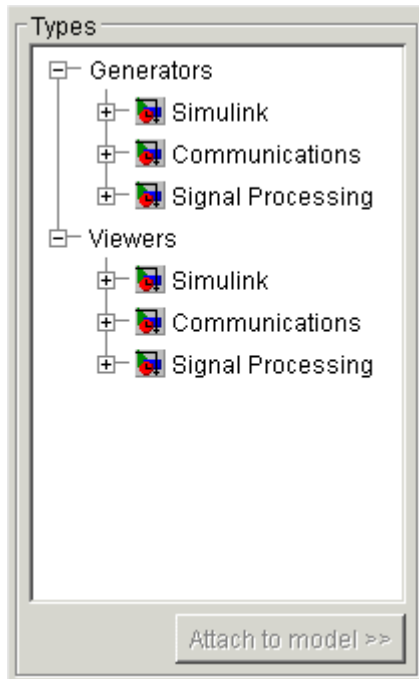 Types
Generators
Simulink
Communications
Signal Processing
Viewers
Simulink
Communications
Signal Processing
Attach to model >>